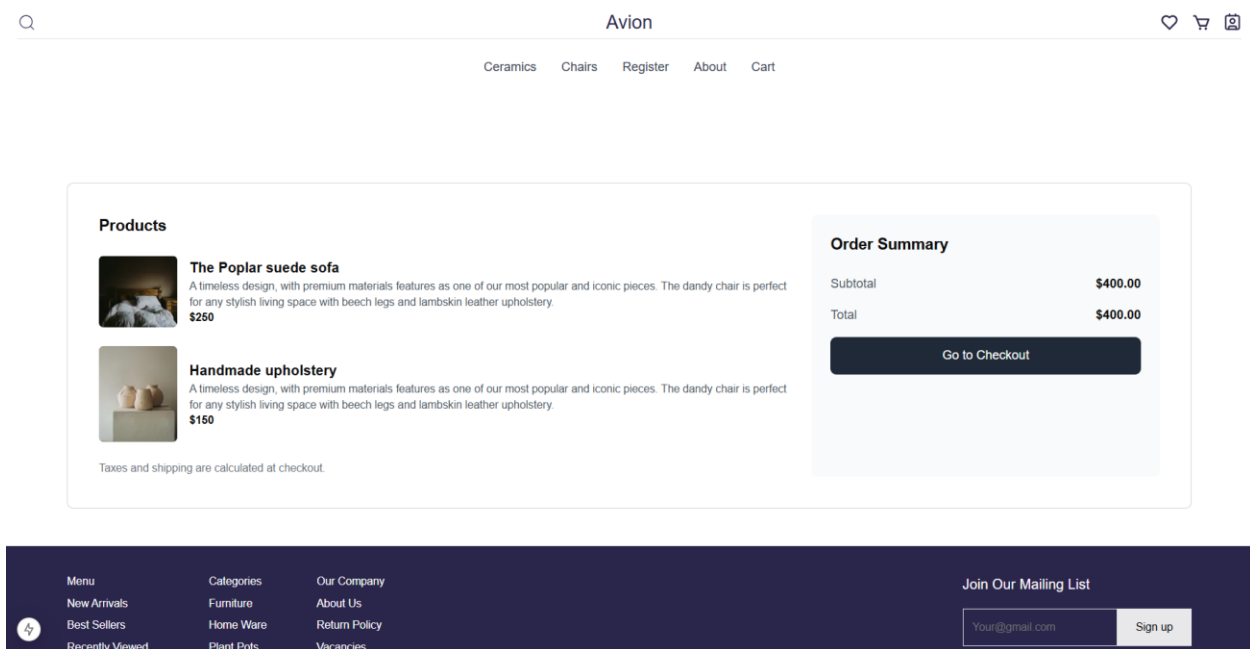 Avion
Ceramics Chairs Register About Cart
Products
The Poplar suede sofa
A timeless design, with premium materials features as one of our most popular and iconic pieces. The dandy chair is perfect
for any stylish living space with beech legs and lambskin leather upholstery.
$250
Handmade upholstery
A timeless design, with premium materials features as one of our most popular and iconic pieces. The dandy chair is perfect
for any stylish living space with beech legs and lambskin leather upholstery.
$150
Taxes and shipping are calculated at checkout.
Order Summary
Subtotal $400.00
Total $400.00
Go to Checkout
Menu
New Arrivals
Best Sellers
Recently Viewed
Categories
Furniture
Home Ware
Plant Pots
Our Company
About Us
Return Policy
Vacancies
Join Our Mailing List
Your@gmail.com Sign up